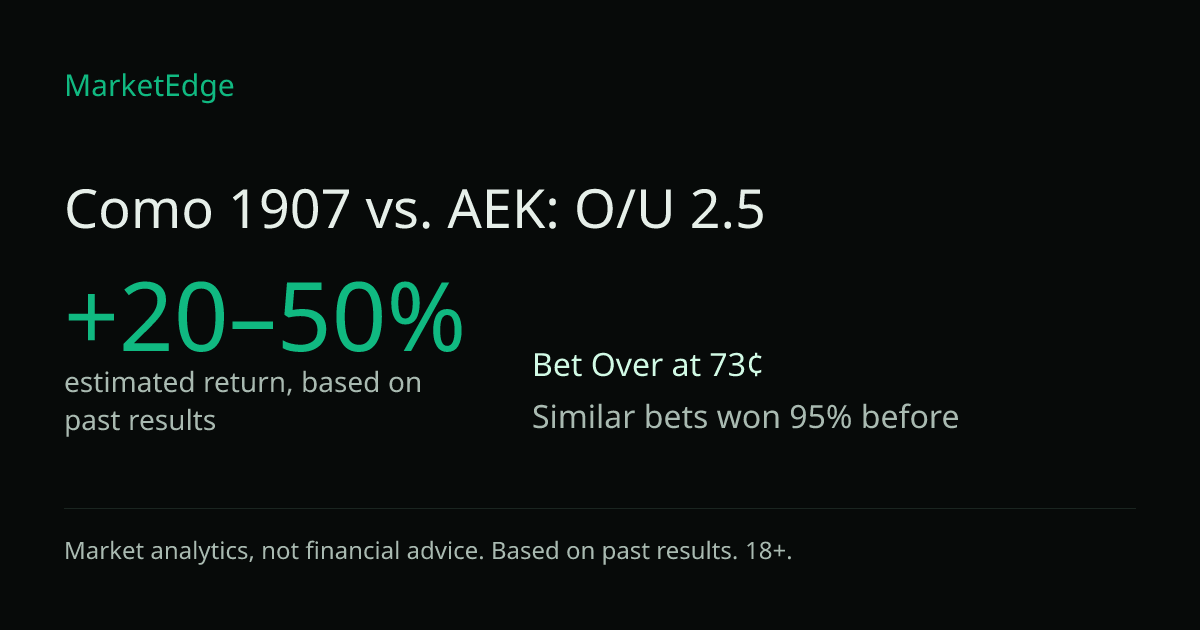 MarketEdge
Como 1907 vs. AEK: O/U 2.5
+20–50%
estimated return, based on
past results
Bet Over at 73¢
Similar bets won 95% before
Market analytics, not financial advice. Based on past results. 18+.